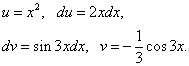 u = x², du = 2xdx,
dv = sin 3xdx, v = −1/3 cos 3x.